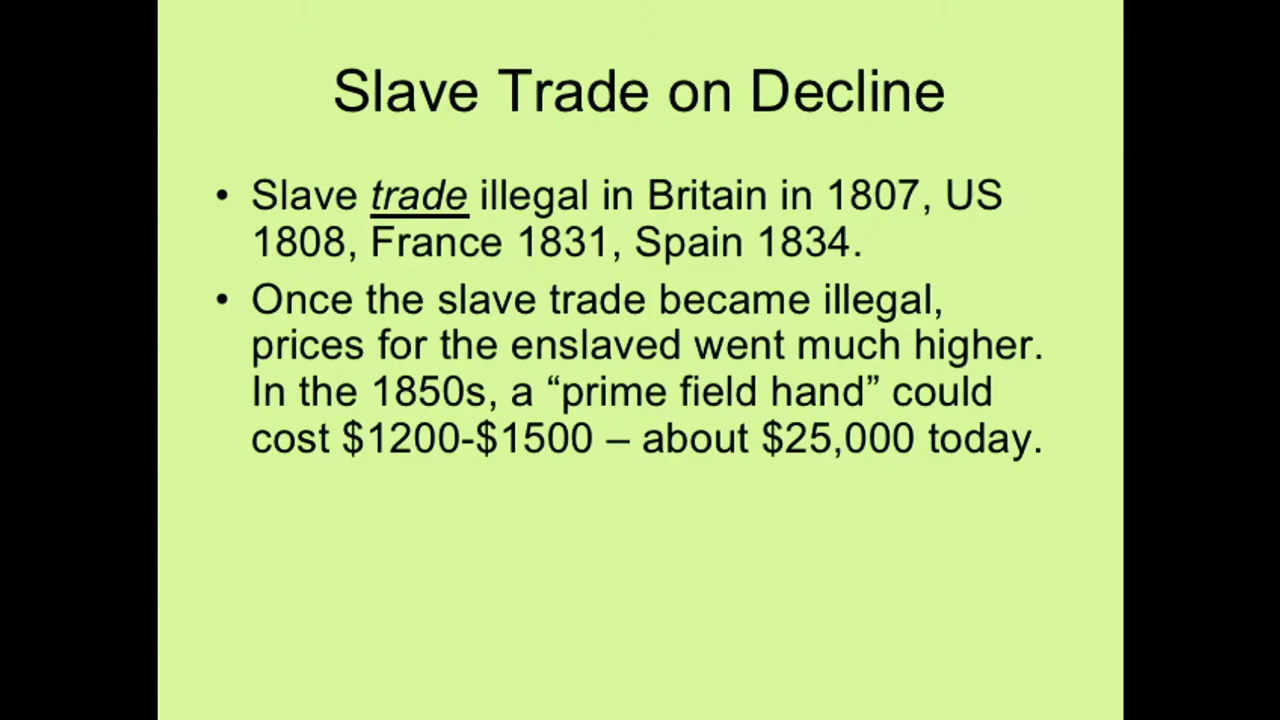 Slave Trade on Decline
• Slave trade illegal in Britain in 1807, US
1808, France 1831, Spain 1834.
• Once the slave trade became illegal,
prices for the enslaved went much higher.
In the 1850s, a “prime field hand” could
cost $1200-$1500 – about $25,000 today.